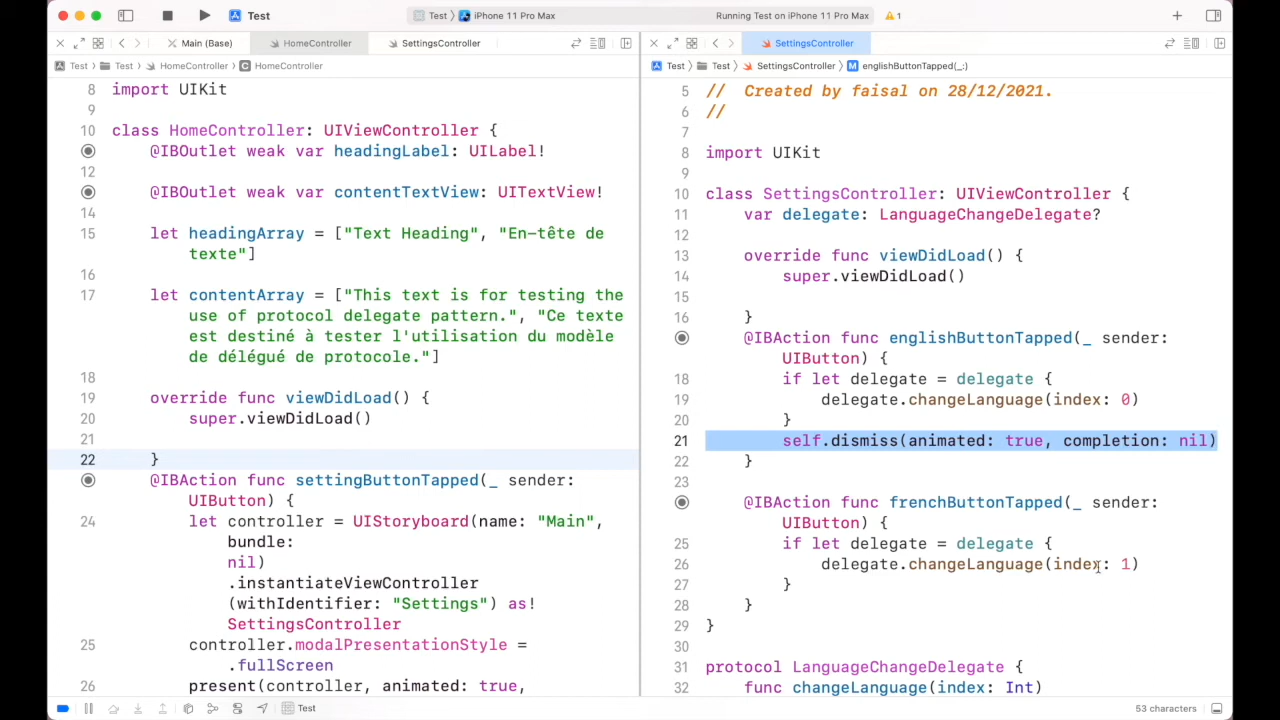 Test
Test
iPhone 11 Pro Max
Running Test on iPhone 11 Pro Max
1
Main (Base)
HomeController
SettingsController
SettingsController
Test
Test
HomeController
HomeController
Test
Test
SettingsController
englishButtonTapped(_:)
8 import UIKit
9
10 class HomeController: UIViewController {
@IBOutlet weak var headingLabel: UILabel!
12
@IBOutlet weak var contentTextView: UITextView!
14
15 let headingArray = ["Text Heading", "En-tête de
texte"]
16
17 let contentArray = ["This text is for testing the
use of protocol delegate pattern.", "Ce texte
est destiné à tester l'utilisation du modèle
de délégué de protocole."]
18
19 override func viewDidLoad() {
20 super.viewDidLoad()
21
22 }
@IBAction func settingButtonTapped(_ sender:
UIButton) {
24 let controller = UIStoryboard(name: "Main",
bundle:
nil)
.instantiateViewController
(withIdentifier: "Settings") as!
SettingsController
25 controller.modalPresentationStyle =
.fullScreen
26 present(controller, animated: true,
5 // Created by faisal on 28/12/2021.
6 //
7
8 import UIKit
9
10 class SettingsController: UIViewController {
11 var delegate: LanguageChangeDelegate?
12
13 override func viewDidLoad() {
14 super.viewDidLoad()
15
16 }
@IBAction func englishButtonTapped(_ sender:
UIButton) {
18 if let delegate = delegate {
19 delegate.changeLanguage(index: 0)
20 }
21 self.dismiss(animated: true, completion: nil)
22 }
23
@IBAction func frenchButtonTapped(_ sender:
UIButton) {
25 if let delegate = delegate {
26 delegate.changeLanguage(index: 1)
27 }
28 }
29 }
30
31 protocol LanguageChangeDelegate {
32 func changeLanguage(index: Int)
Test
53 characters